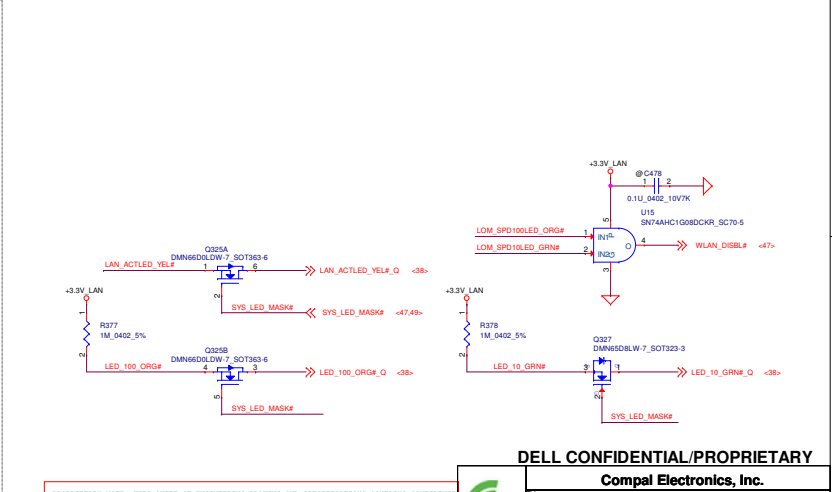 +3.3V_LAN
@ C478
1 2
0.1U_0402_10V7K
U15
SN74AHC1G08DCKR_SC70-5
5
LOM_SPD100LED_ORG# 1 IN1 P
O 4 WLAN_DISBL# <47>
LOM_SPD10LED_GRN# 2 IN2 G
3
Q325A
DMN66D0LDW-7_SOT363-6
LAN_ACTLED_YEL# 1 6 LAN_ACTLED_YEL#_Q <38>
2
SYS_LED_MASK# SYS_LED_MASK# <47,49>
+3.3V_LAN
1
R377
1M_0402_5%
2
Q325B
DMN66D0LDW-7_SOT363-6
LED_100_ORG# 4 3 LED_100_ORG#_Q <38>
5
SYS_LED_MASK#
+3.3V_LAN
1
R378
1M_0402_5%
2
Q327
DMN65D8LW-7_SOT323-3
LED_10_GRN# 3 1 LED_10_GRN#_Q <38>
2
SYS_LED_MASK#
DELL CONFIDENTIAL/PROPRIETARY
Compal Electronics, Inc.